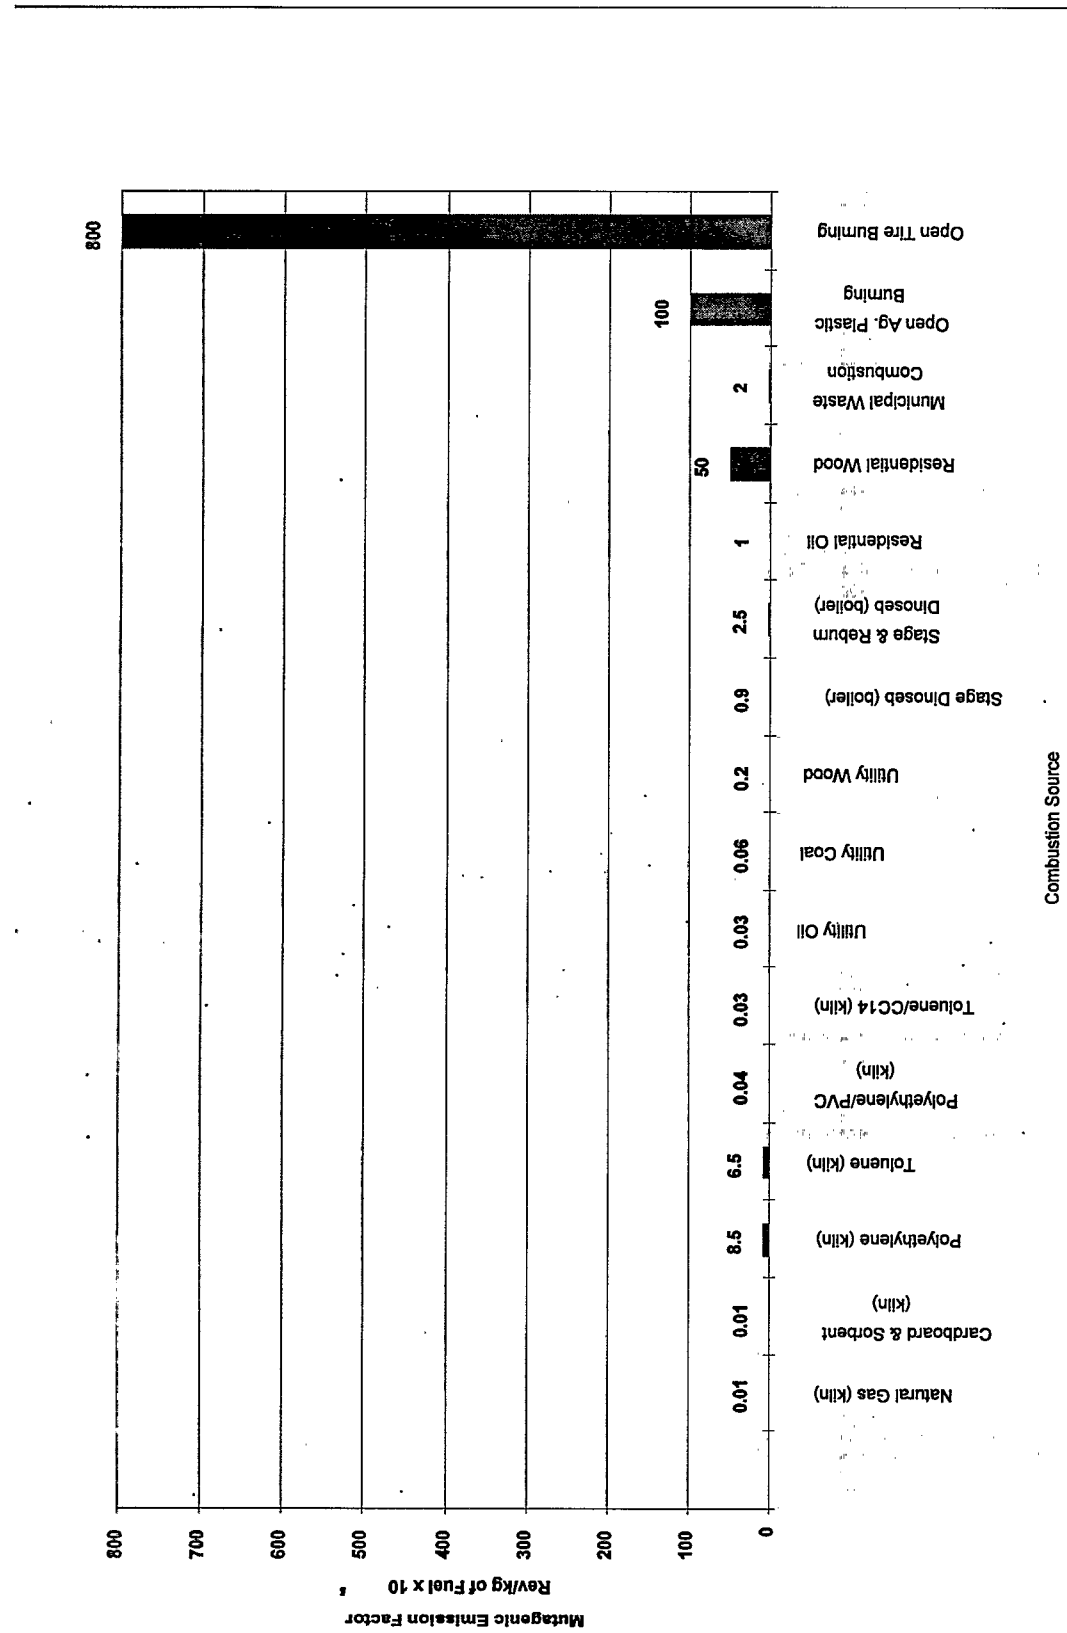 Mutagenic Emission Factor
Rev/kg of Fuel x 10
800
700
600
500
400
300
200
100
0
0.01
0.01
8.5
6.5
0.04
0.03
0.03
0.06
0.2
0.9
2.5
1
50
2
100
800
Natural Gas (kiln)
Cardboard & Sorbent
(kiln)
Polyethylene (kiln)
Toluene (kiln)
Polyethylene/PVC
(kiln)
Toluene/CC14 (kiln)
Utility Oil
Utility Coal
Utility Wood
Stage Dinoseb (boiler)
Stage & Reburn
Dinoseb (boiler)
Residential Oil
Residential Wood
Municipal Waste
Combustion
Open Ag. Plastic
Burning
Open Tire Burning
Combustion Source